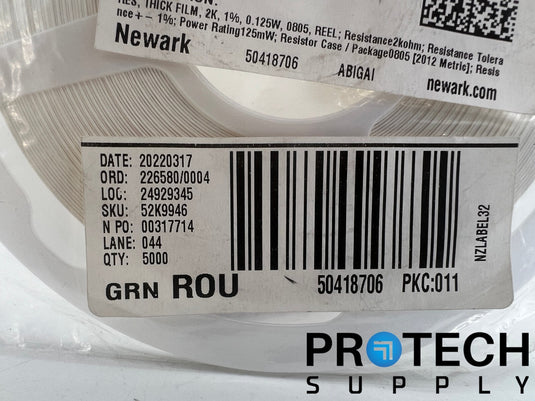 RES, THICK FILM, 2K, 1%, 0.125W, 0805, REEL; Resistance2kohm; Resistance Tolera
nce+-1%; Power Rating125mW; Resistor Case / Package0805 [2012 Metric]; Resis
Newark
50418706
ABIGAI
newark.com
DATE: 20220317
ORD: 226580/0004
LOC: 24929345
SKU: 52K9946
N PO: 00317714
LANE: 044
QTY: 5000
GRN ROU
50418706 PKC:011
NZLABEL32
PROTECH
SUPPLY